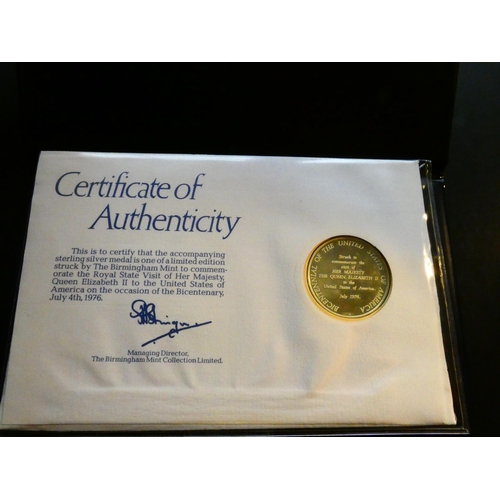 Certificate of
Authenticity
This is to certify that the accompanying
sterling silver medal is one of a limited edition
struck by The Birmingham Mint to commem-
orate the Royal State Visit of Her Majesty,
Queen Elizabeth II to the United States of
America on the occasion of the Bicentenary,
July 4th, 1976.
Managing Director,
The Birmingham Mint Collection Limited.
BICENTENNIAL OF THE UNITED STATES OF AMERICA
Struck to
commemorate the
visit of
HER MAJESTY
THE QUEEN, ELIZABETH II
to the
United States of America.
July 1976.